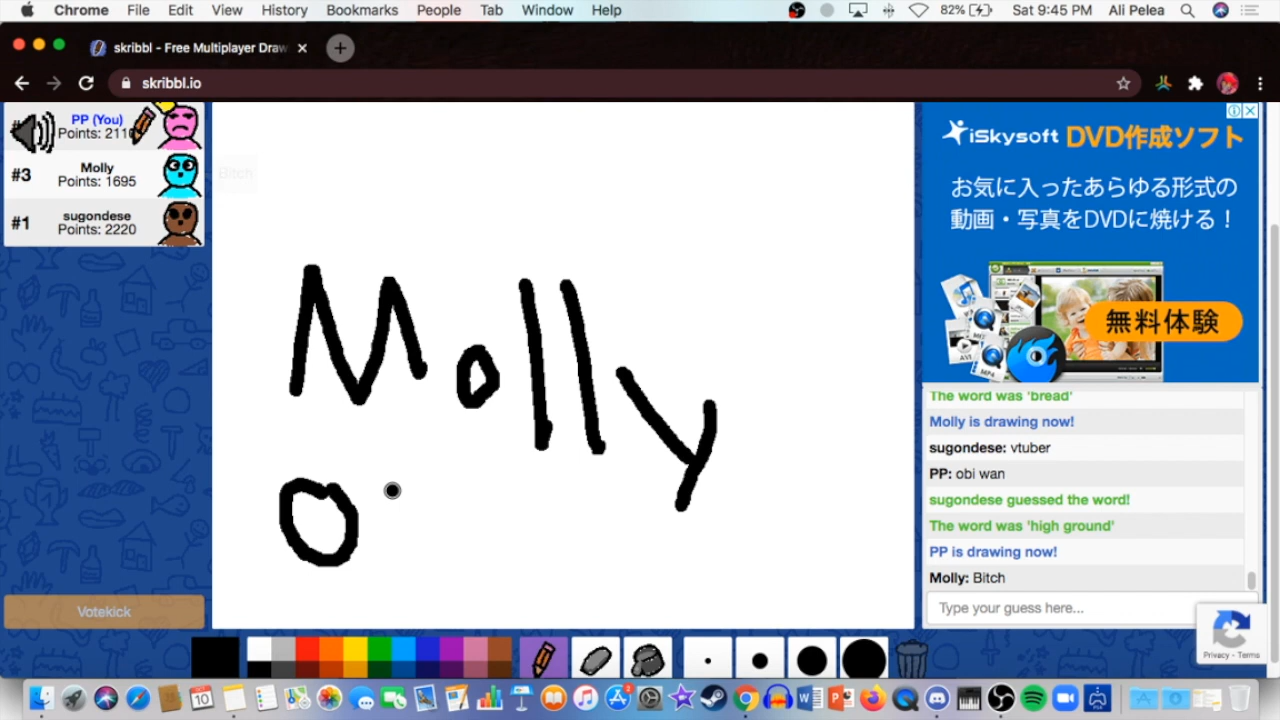 Chrome File Edit View History Bookmarks People Tab Window Help 82% Sat 9:45 PM Ali Pelea
skribbl - Free Multiplayer Draw
skribbl.io
PP (You)
Points: 2110
#3 Molly
Points: 1695
#1 sugondese
Points: 2220
Votekick
Bitch
Molly
O
iSkysoft DVD作成ソフト
お気に入ったあらゆる形式の
動画・写真をDVDに焼ける！
無料体験
The word was 'bread'
Molly is drawing now!
sugondese: vtuber
PP: obi wan
sugondese guessed the word!
The word was 'high ground'
PP is drawing now!
Molly: Bitch
Type your guess here...
Privacy - Terms